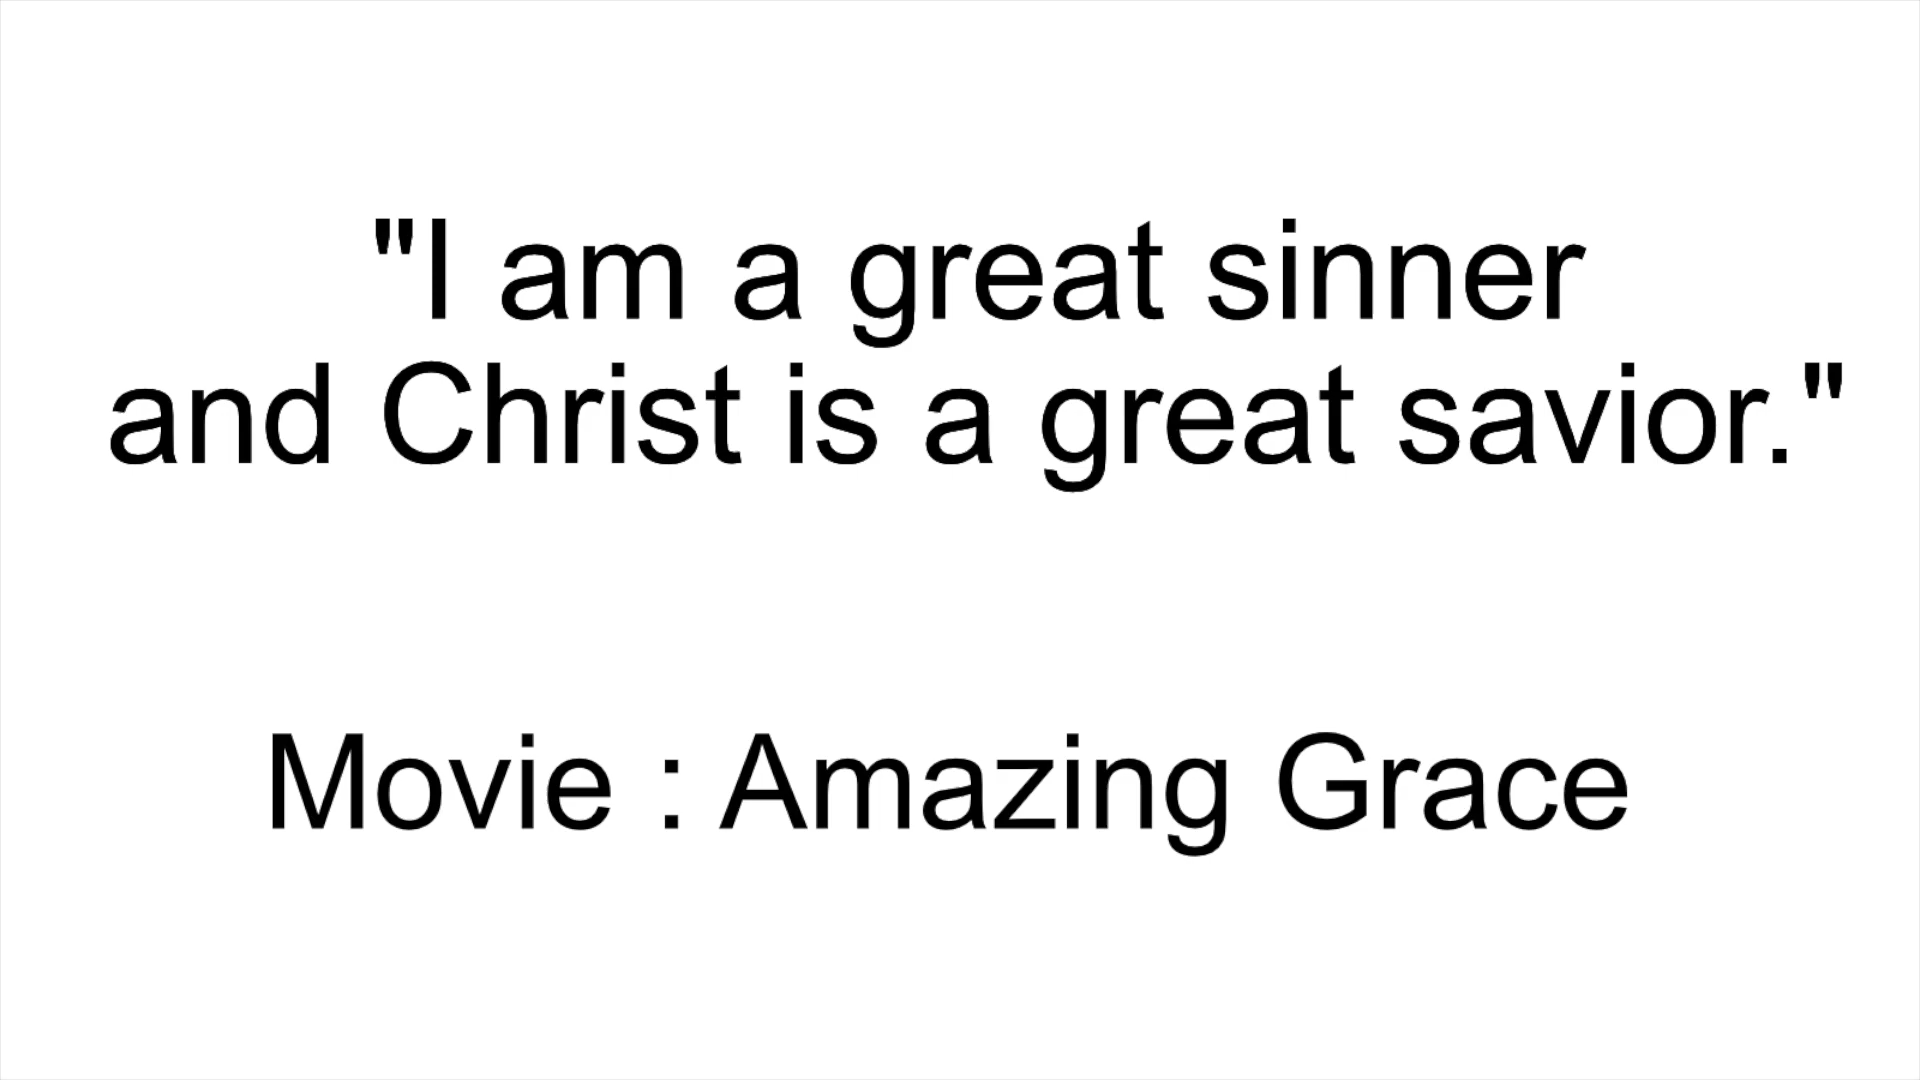 "I am a great sinner
and Christ is a great savior."
Movie : Amazing Grace